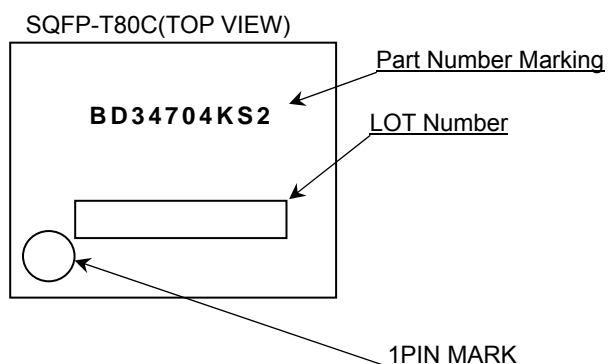 SQFP-T80C(TOP VIEW)
Part Number Marking
BD34704KS2
LOT Number
1PIN MARK